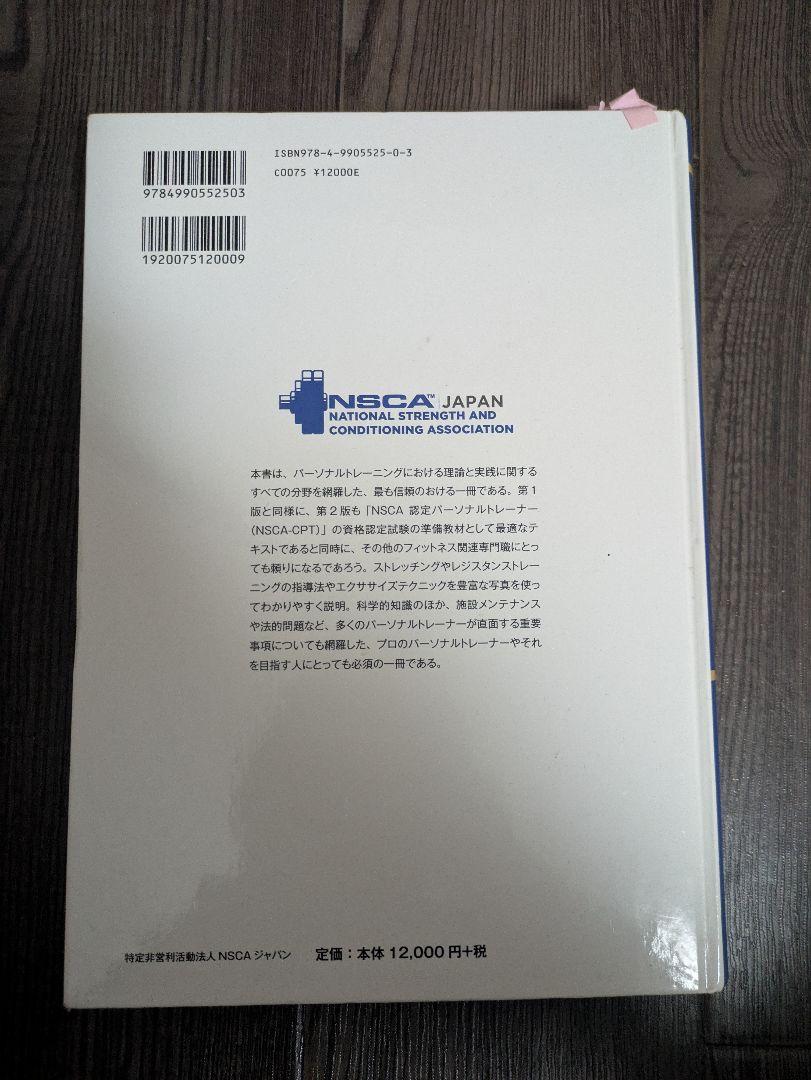 ISBN978-4-9905525-0-3
C0075 ¥12000E
9784990552503
1920075120009
NSCA™ JAPAN
NATIONAL STRENGTH AND
CONDITIONING ASSOCIATION
本書は、パーソナルトレーニングにおける理論と実践に関する
すべての分野を網羅した、最も信頼のおける一冊である。第1
版と同様に、第2版も「NSCA 認定パーソナルトレーナー
(NSCA-CPT)」の資格認定試験の準備教材として最適なテ
キストであると同時に、その他のフィットネス関連専門職にとっ
ても頼りになるであろう。ストレッチングやレジスタンストレー
ニングの指導法やエクササイズテクニックを豊富な写真を使っ
てわかりやすく説明。科学的知識のほか、施設メンテナンス
や法的問題など、多くのパーソナルトレーナーが直面する重要
事項についても網羅した、プロのパーソナルトレーナーやそれ
を目指す人にとっても必須の一冊である。
特定非営利活動法人 NSCA ジャパン 定価：本体 12,000 円+税